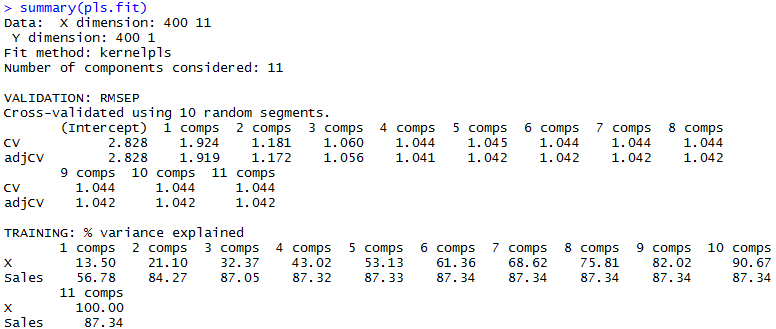 > summary(pls.fit)
Data: X dimension: 400 11
Y dimension: 400 1
Fit method: kernelpls
Number of components considered: 11
VALIDATION: RMSEP
Cross-validated using 10 random segments.
(Intercept) 1 comps 2 comps 3 comps 4 comps 5 comps 6 comps 7 comps 8 comps
CV 2.828 1.924 1.181 1.060 1.044 1.045 1.044 1.044 1.044
adjCV 2.828 1.919 1.172 1.056 1.041 1.042 1.042 1.042 1.042
9 comps 10 comps 11 comps
CV 1.044 1.044 1.044
adjCV 1.042 1.042 1.042
TRAINING: % variance explained
1 comps 2 comps 3 comps 4 comps 5 comps 6 comps 7 comps 8 comps 9 comps 10 comps
X 13.50 21.10 32.37 43.02 53.13 61.36 68.62 75.81 82.02 90.67
Sales 56.78 84.27 87.05 87.32 87.33 87.34 87.34 87.34 87.34 87.34
11 comps
X 100.00
Sales 87.34